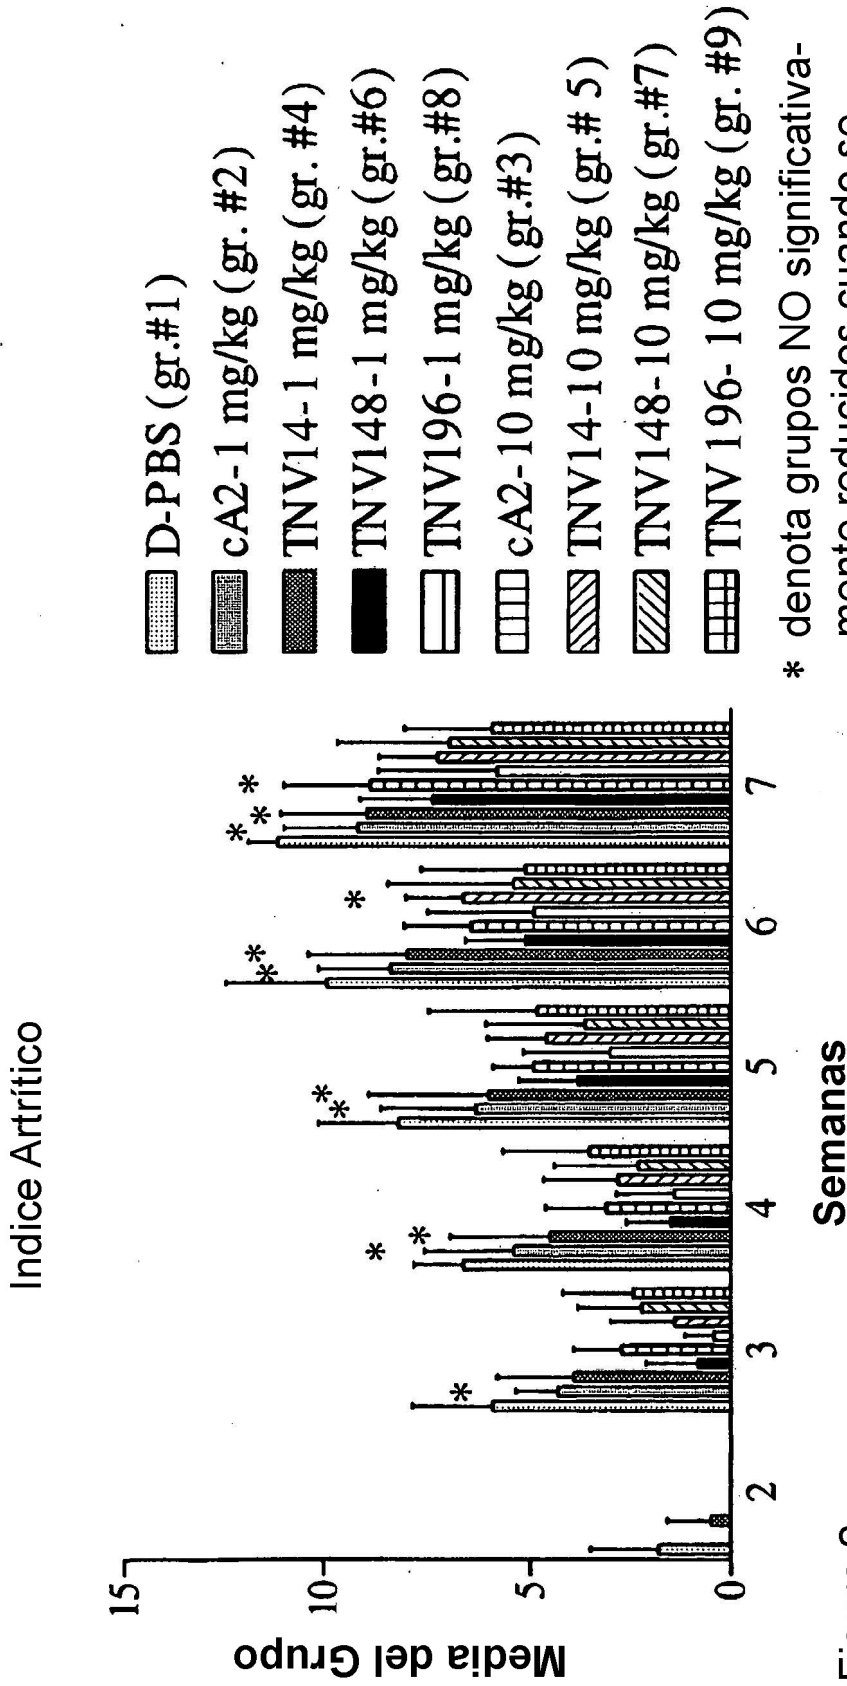 Indice Artrítico
Media del Grupo
15
10
5
0
2
3
4
5
6
7
Semanas
* * * * * * * * * * * *
D-PBS (gr.#1)
cA2-1 mg/kg (gr. #2)
TNV14-1 mg/kg (gr. #4)
TNV148-1 mg/kg (gr.#6)
TNV196-1 mg/kg (gr.#8)
cA2-10 mg/kg (gr.#3)
TNV14-10 mg/kg (gr.# 5)
TNV148-10 mg/kg (gr.#7)
TNV 196- 10 mg/kg (gr. #9)
* denota grupos NO significativa-